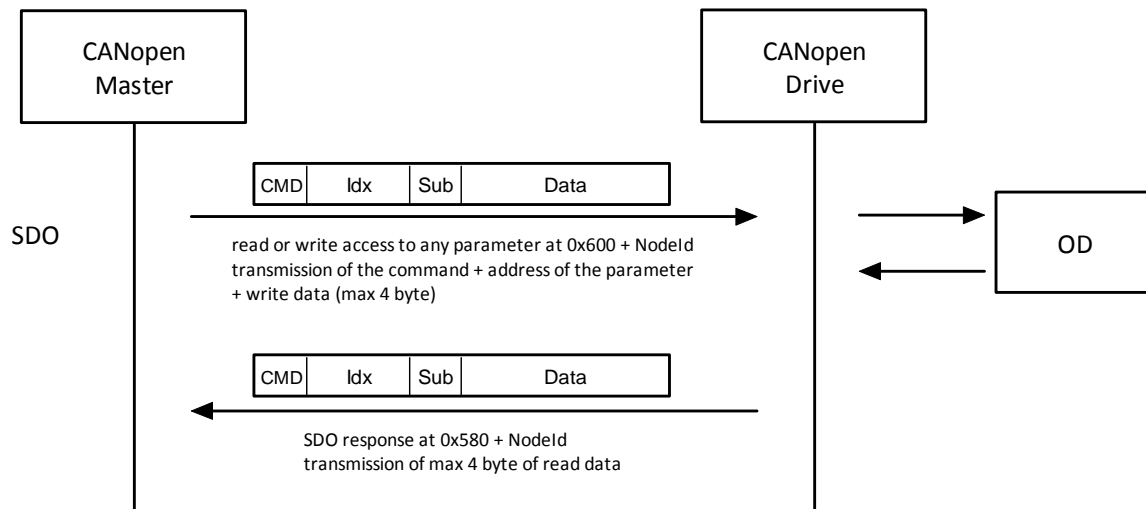 CANopen
Master
CANopen
Drive
CMD Idx Sub Data
SDO
read or write access to any parameter at 0x600 + NodeId
transmission of the command + address of the parameter
+ write data (max 4 byte)
OD
CMD Idx Sub Data
SDO response at 0x580 + NodeId
transmission of max 4 byte of read data